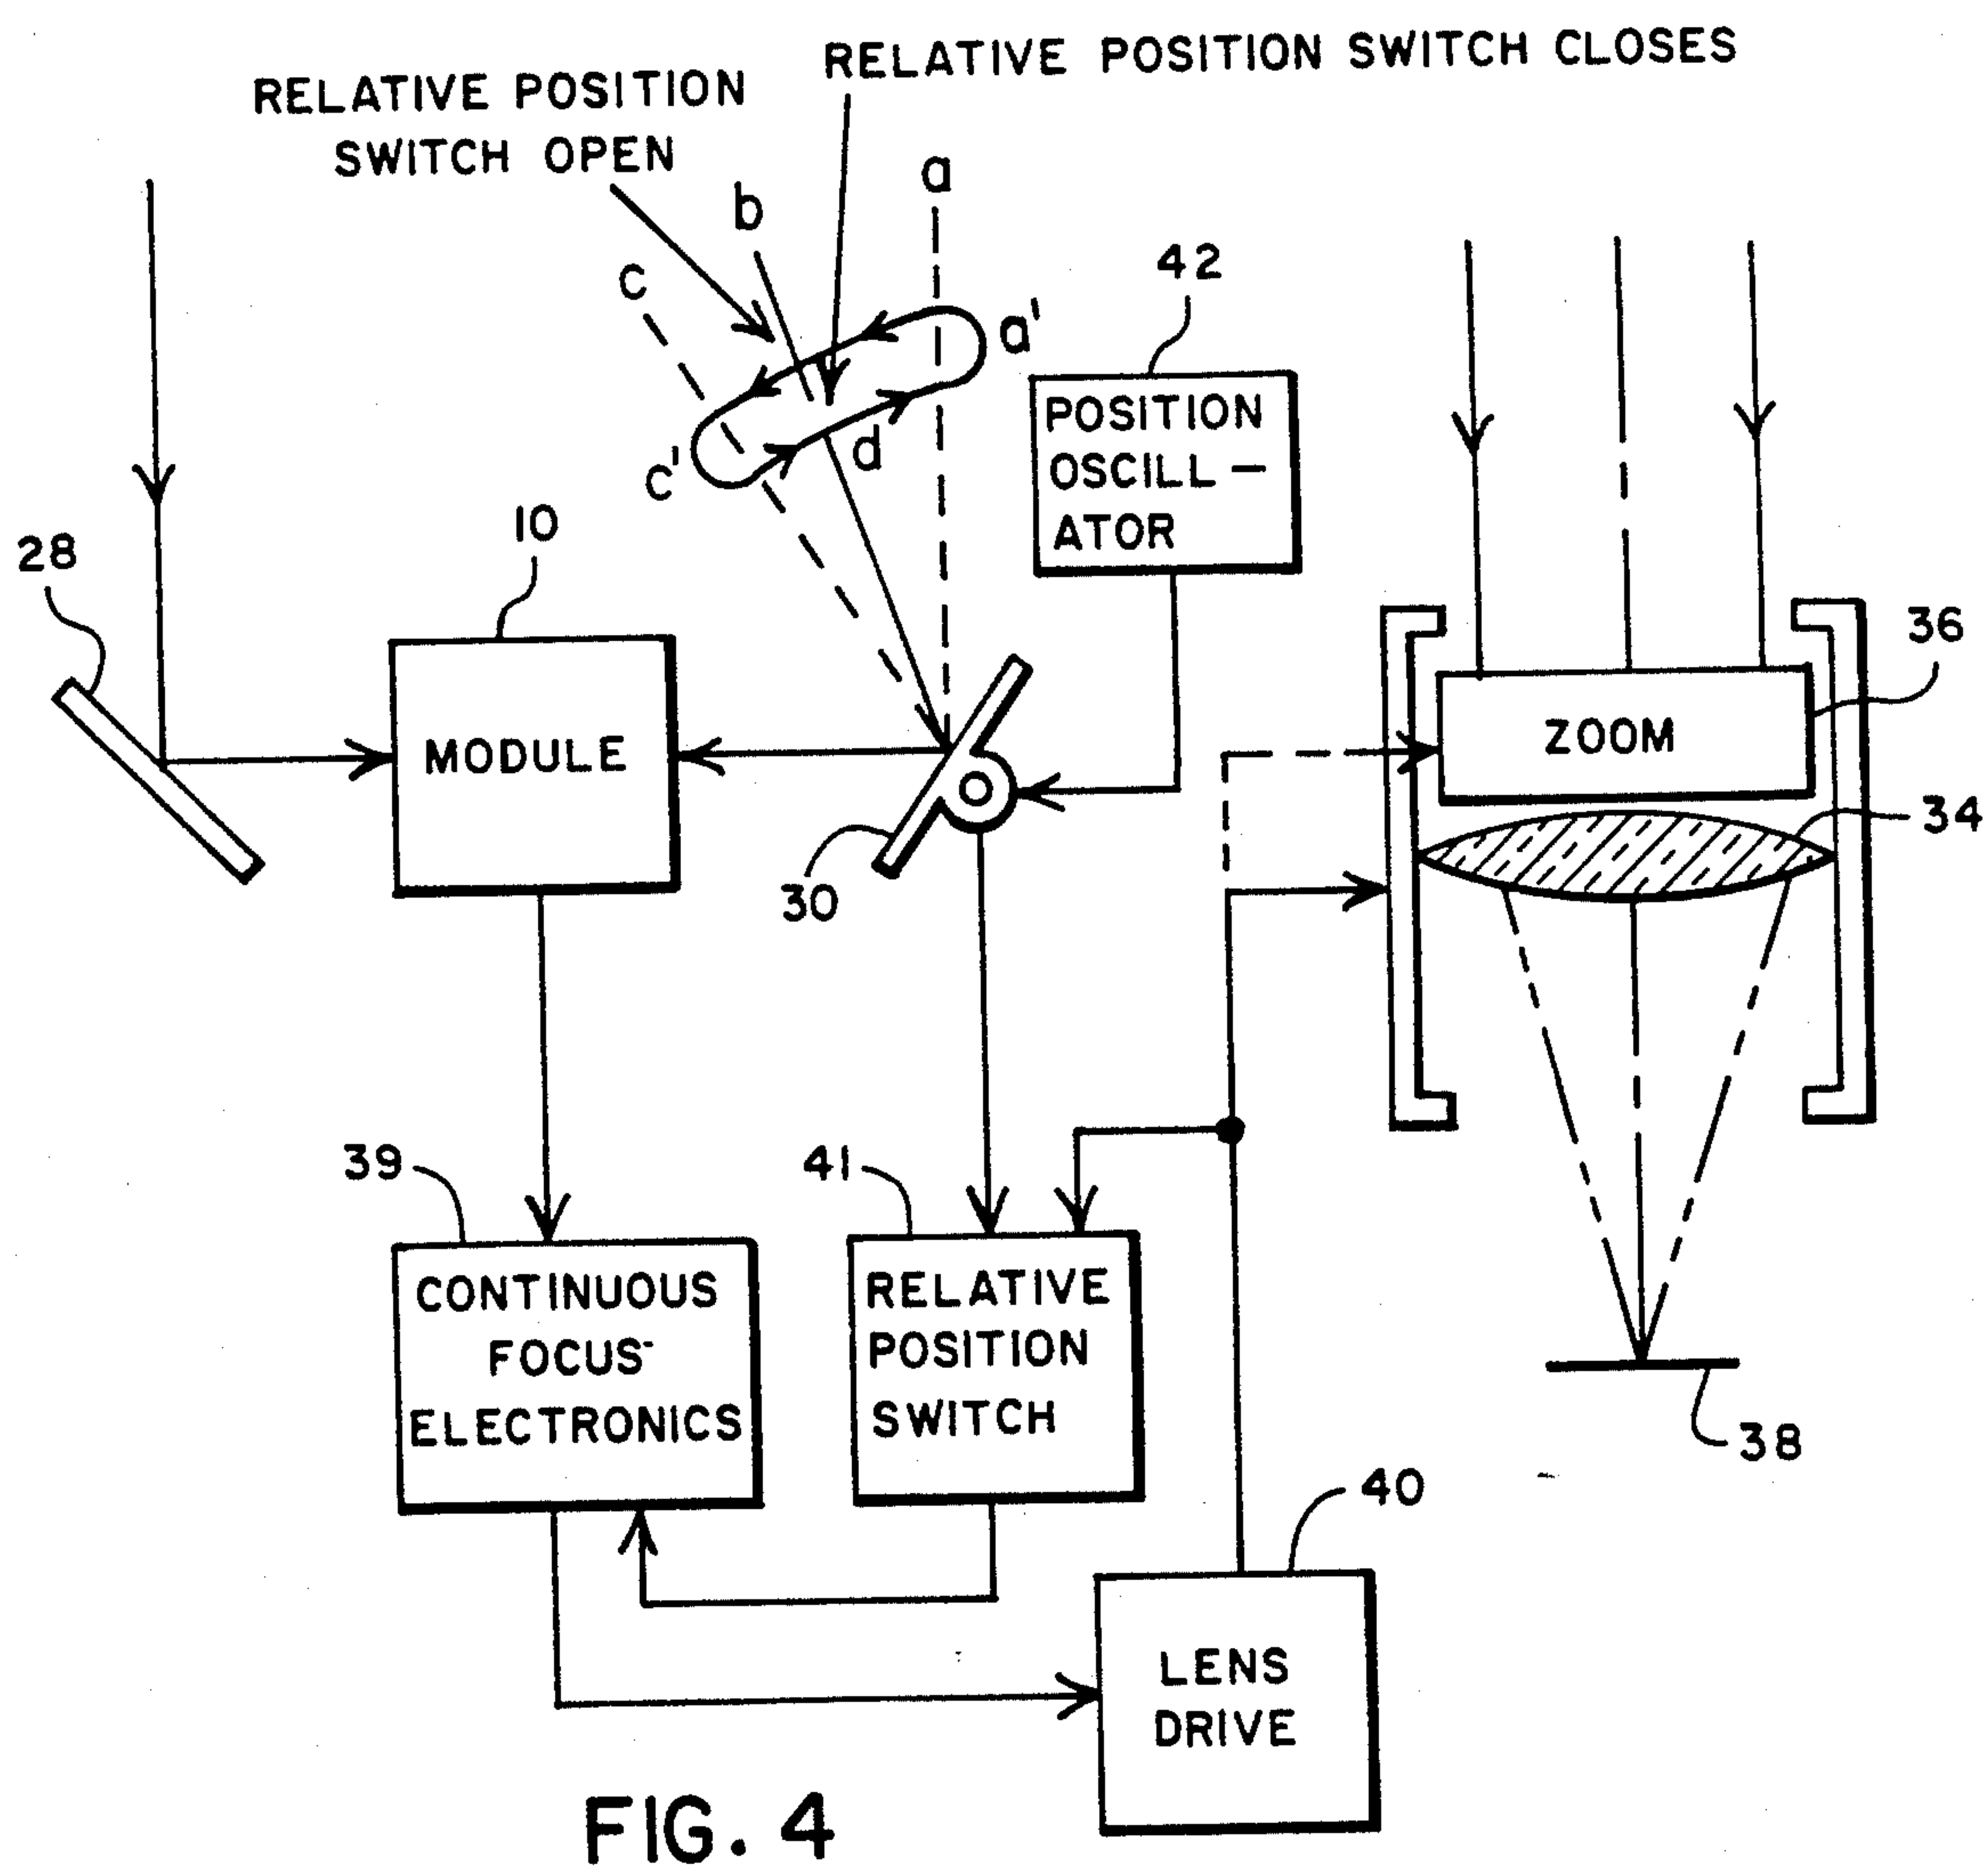 RELATIVE POSITION SWITCH CLOSES
RELATIVE POSITION
SWITCH OPEN
a
b
c
42
a'
POSITION
OSCILL–
ATOR
d
c'
10
28
36
MODULE
ZOOM
34
30
39
41
CONTINUOUS
FOCUS
ELECTRONICS
RELATIVE
POSITION
SWITCH
38
40
LENS
DRIVE
FIG. 4